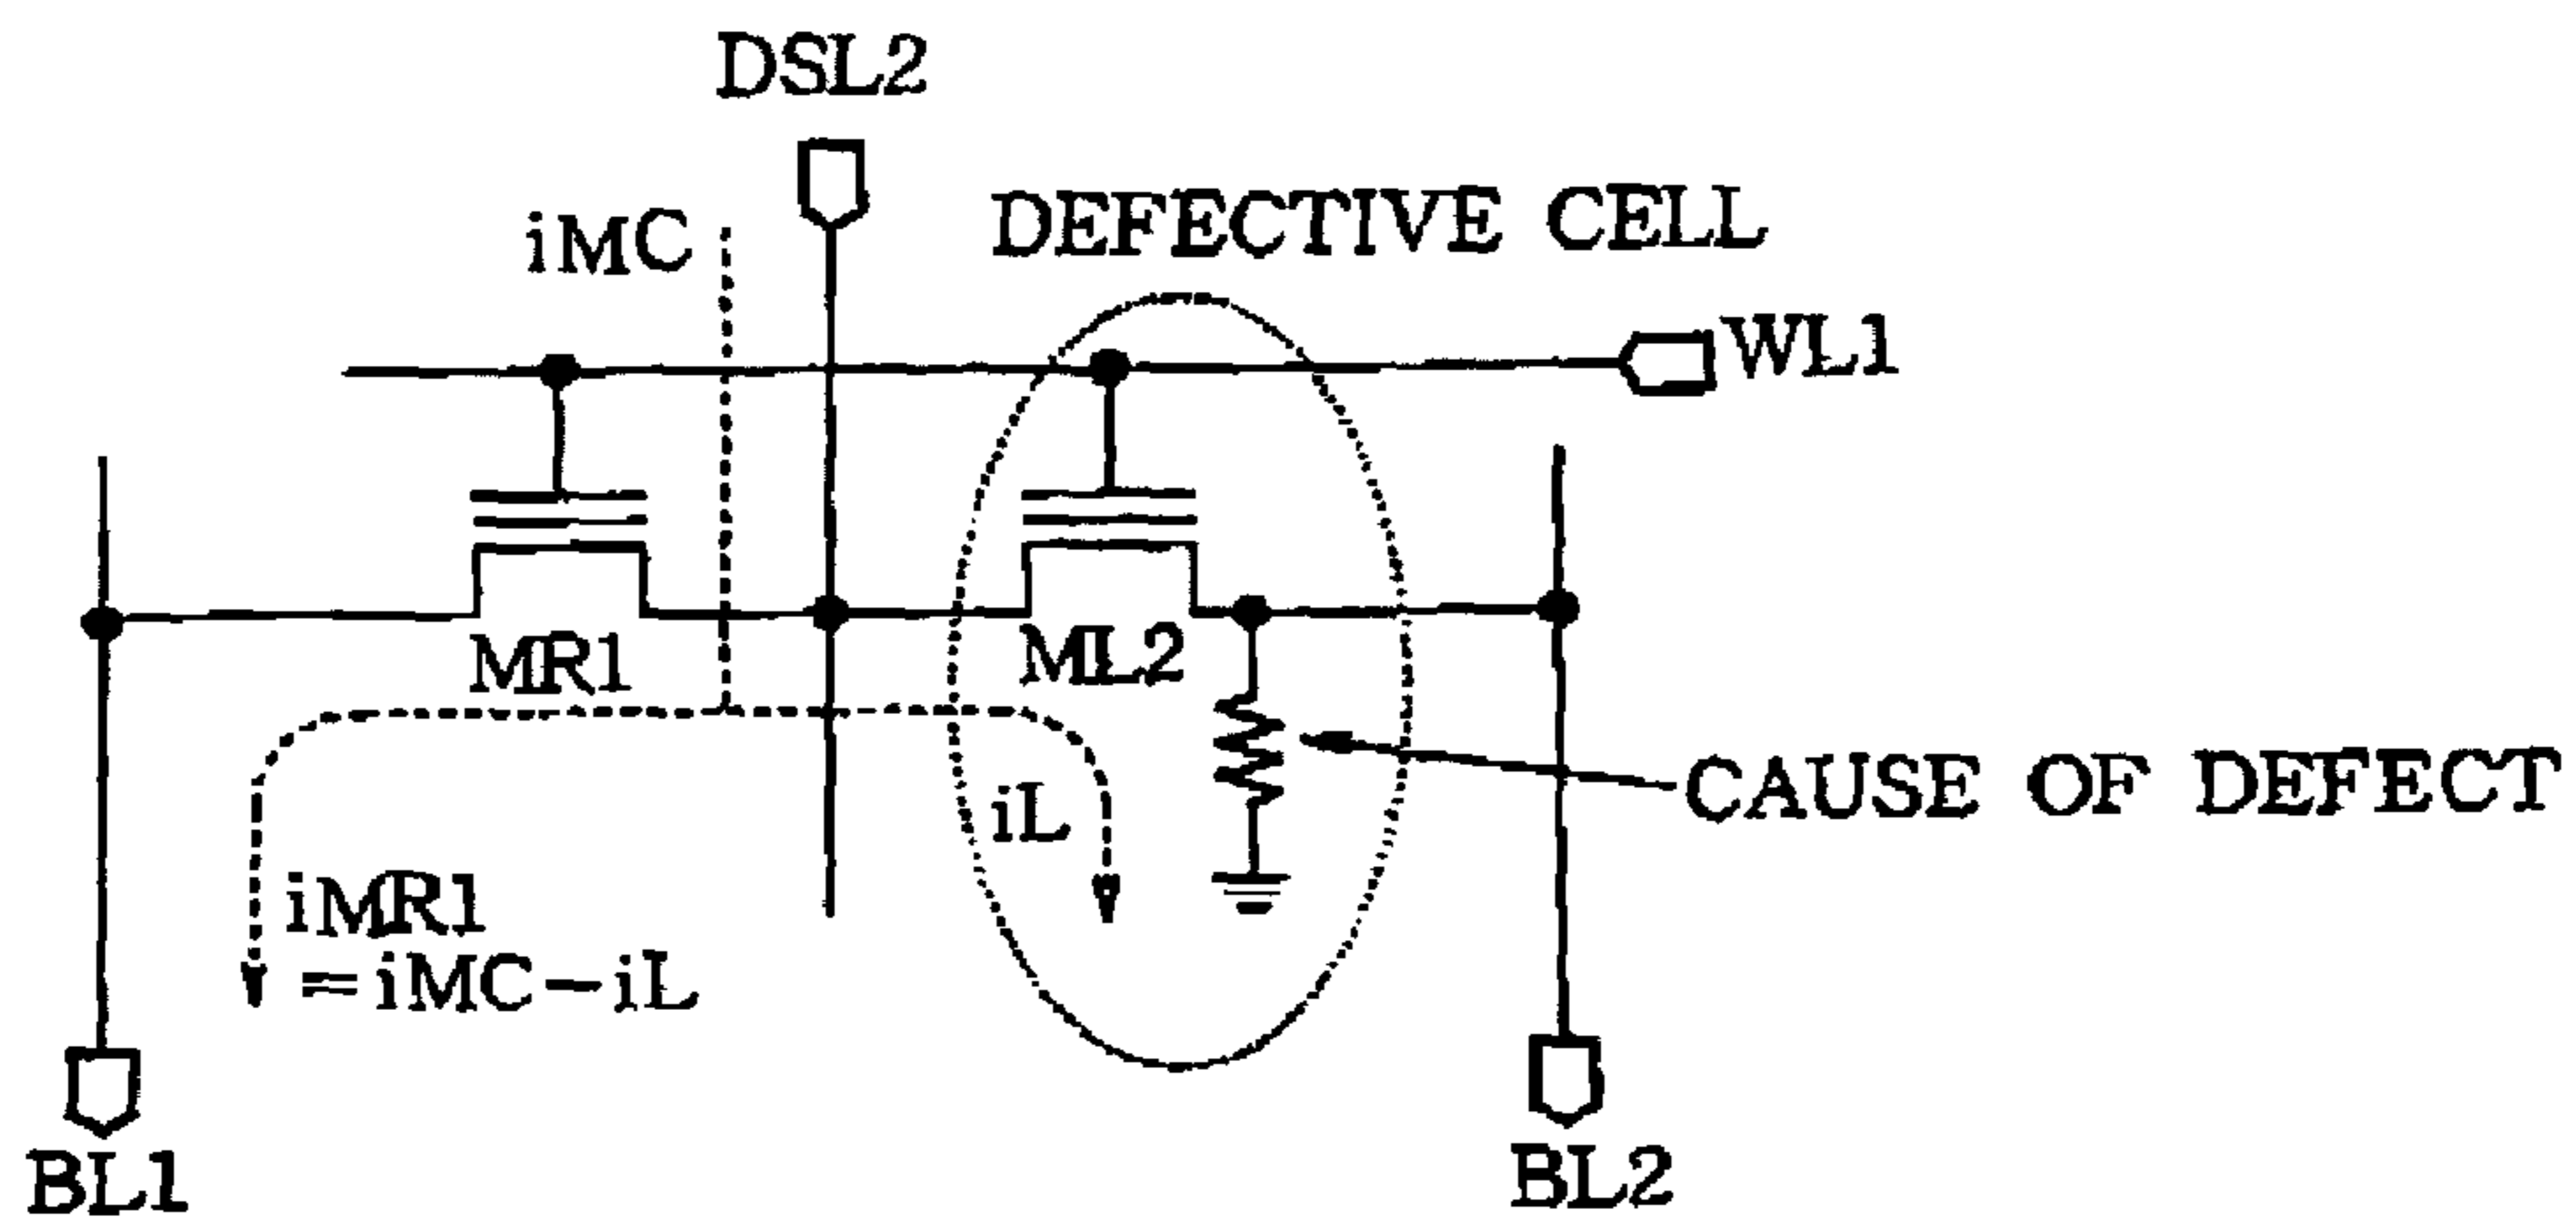 DSL2
iMC
DEFECTIVE CELL
WL1
MR1
ML2
iL
CAUSE OF DEFECT
iMR1
=iMC-iL
BL1
BL2